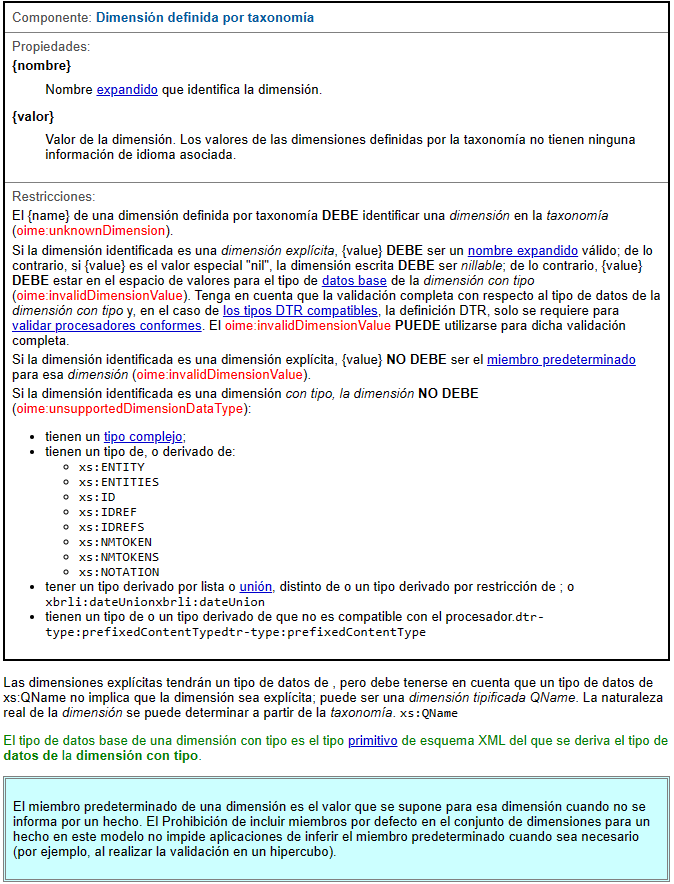 Componente: Dimensión definida por taxonomía
Propiedades:
{nombre}
Nombre expandido que identifica la dimensión.
{valor}
Valor de la dimensión. Los valores de las dimensiones definidas por la taxonomía no tienen ninguna
información de idioma asociada.
Restricciones:
El {name} de una dimensión definida por taxonomía DEBE identificar una dimensión en la taxonomía
(oime:unknownDimension).
Si la dimensión identificada es una dimensión explícita, {value} DEBE ser un nombre expandido válido; de lo
contrario, si {value} es el valor especial "nil", la dimensión escrita DEBE ser nillable; de lo contrario, {value}
DEBE estar en el espacio de valores para el tipo de datos base de la dimensión con tipo
(oime:invalidDimensionValue). Tenga en cuenta que la validación completa con respecto al tipo de datos de la
dimensión con tipo y, en el caso de los tipos DTR compatibles, la definición DTR, solo se requiere para
validar procesadores conformes. El oime:invalidDimensionValue PUEDE utilizarse para dicha validación
completa.
Si la dimensión identificada es una dimensión explícita, {value} NO DEBE ser el miembro predeterminado
para esa dimensión (oime:invalidDimensionValue).
Si la dimensión identificada es una dimensión con tipo, la dimensión NO DEBE
(oime:unsupportedDimensionDataType):
• tienen un tipo complejo;
• tienen un tipo de, o derivado de:
○ xs:ENTITY
○ xs:ENTITIES
○ xs:ID
○ xs:IDREF
○ xs:IDREFS
○ xs:NMTOKEN
○ xs:NMTOKENS
○ xs:NOTATION
• tener un tipo derivado por lista o unión, distinto de o un tipo derivado por restricción de ; o
xbrli:dateUnionxbrli:dateUnion
• tienen un tipo de o un tipo derivado de que no es compatible con el procesador.dtr-
type:prefixedContentTypedtr-type:prefixedContentType
Las dimensiones explícitas tendrán un tipo de datos de , pero debe tenerse en cuenta que un tipo de datos de
xs:QName no implica que la dimensión sea explícita; puede ser una dimensión tipificada QName. La naturaleza
real de la dimensión se puede determinar a partir de la taxonomía. xs:QName
El tipo de datos base de una dimensión con tipo es el tipo primitivo de esquema XML del que se deriva el tipo de
datos de la dimensión con tipo.
El miembro predeterminado de una dimensión es el valor que se supone para esa dimensión cuando no se
informa por un hecho. El Prohibición de incluir miembros por defecto en el conjunto de dimensiones para un
hecho en este modelo no impide aplicaciones de inferir el miembro predeterminado cuando sea necesario
(por ejemplo, al realizar la validación en un hipercubo).